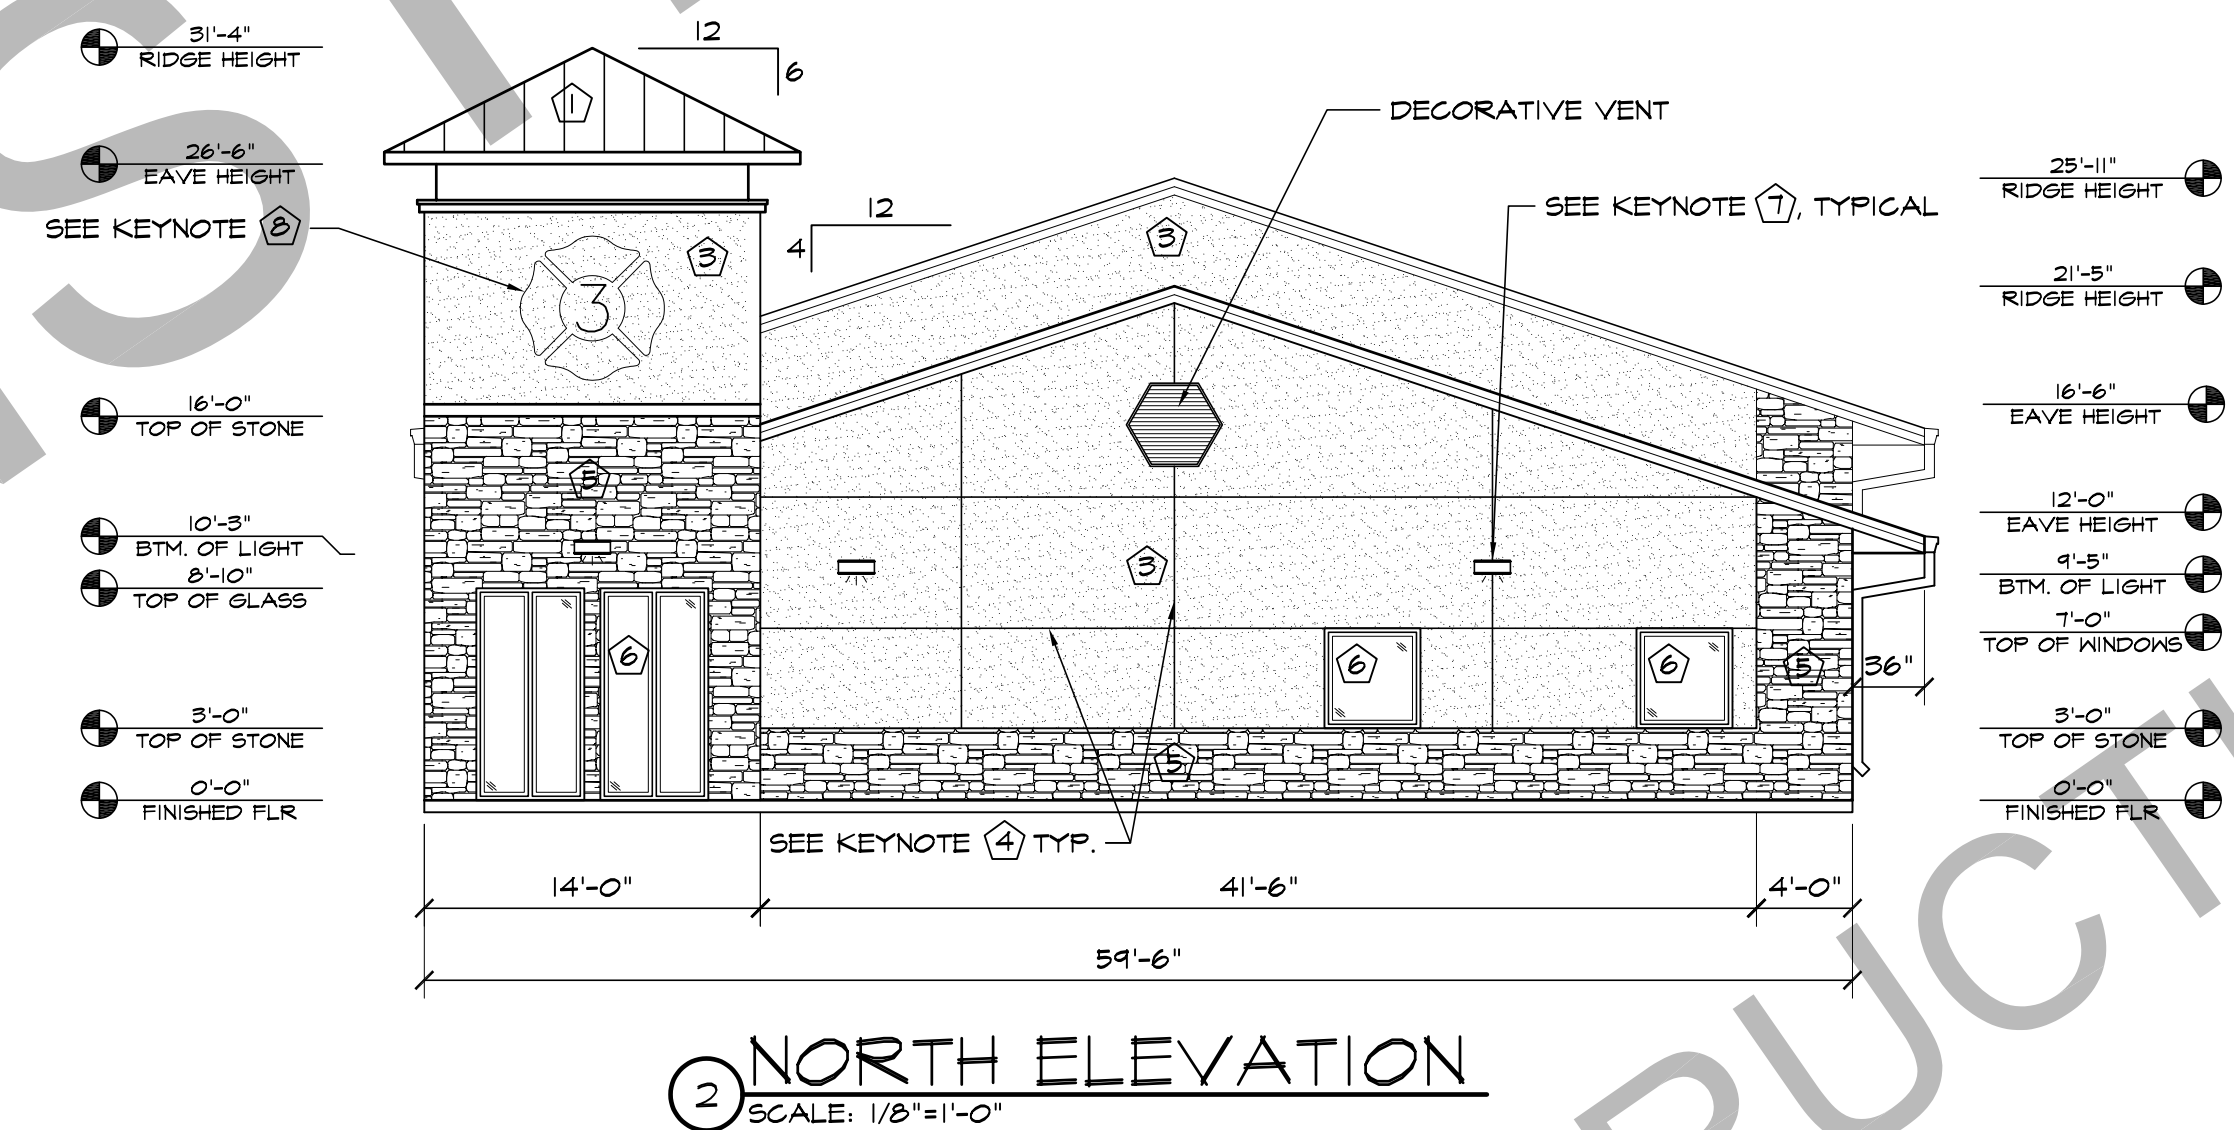 31'-4"
RIDGE HEIGHT
26'-6"
EAVE HEIGHT
SEE KEYNOTE 8
16'-0"
TOP OF STONE
10'-3"
BTM. OF LIGHT
8'-10"
TOP OF GLASS
3'-0"
TOP OF STONE
0'-0"
FINISHED FLR
12
6
1
3
3
12
4
5
6
DECORATIVE VENT
SEE KEYNOTE 7, TYPICAL
3
3
6
6
5
5
36"
25'-11"
RIDGE HEIGHT
21'-5"
RIDGE HEIGHT
16'-6"
EAVE HEIGHT
12'-0"
EAVE HEIGHT
9'-5"
BTM. OF LIGHT
7'-0"
TOP OF WINDOWS
3'-0"
TOP OF STONE
0'-0"
FINISHED FLR
SEE KEYNOTE 4 TYP.
14'-0"
41'-6"
4'-0"
59'-6"
2
NORTH ELEVATION
SCALE: 1/8"=1'-0"